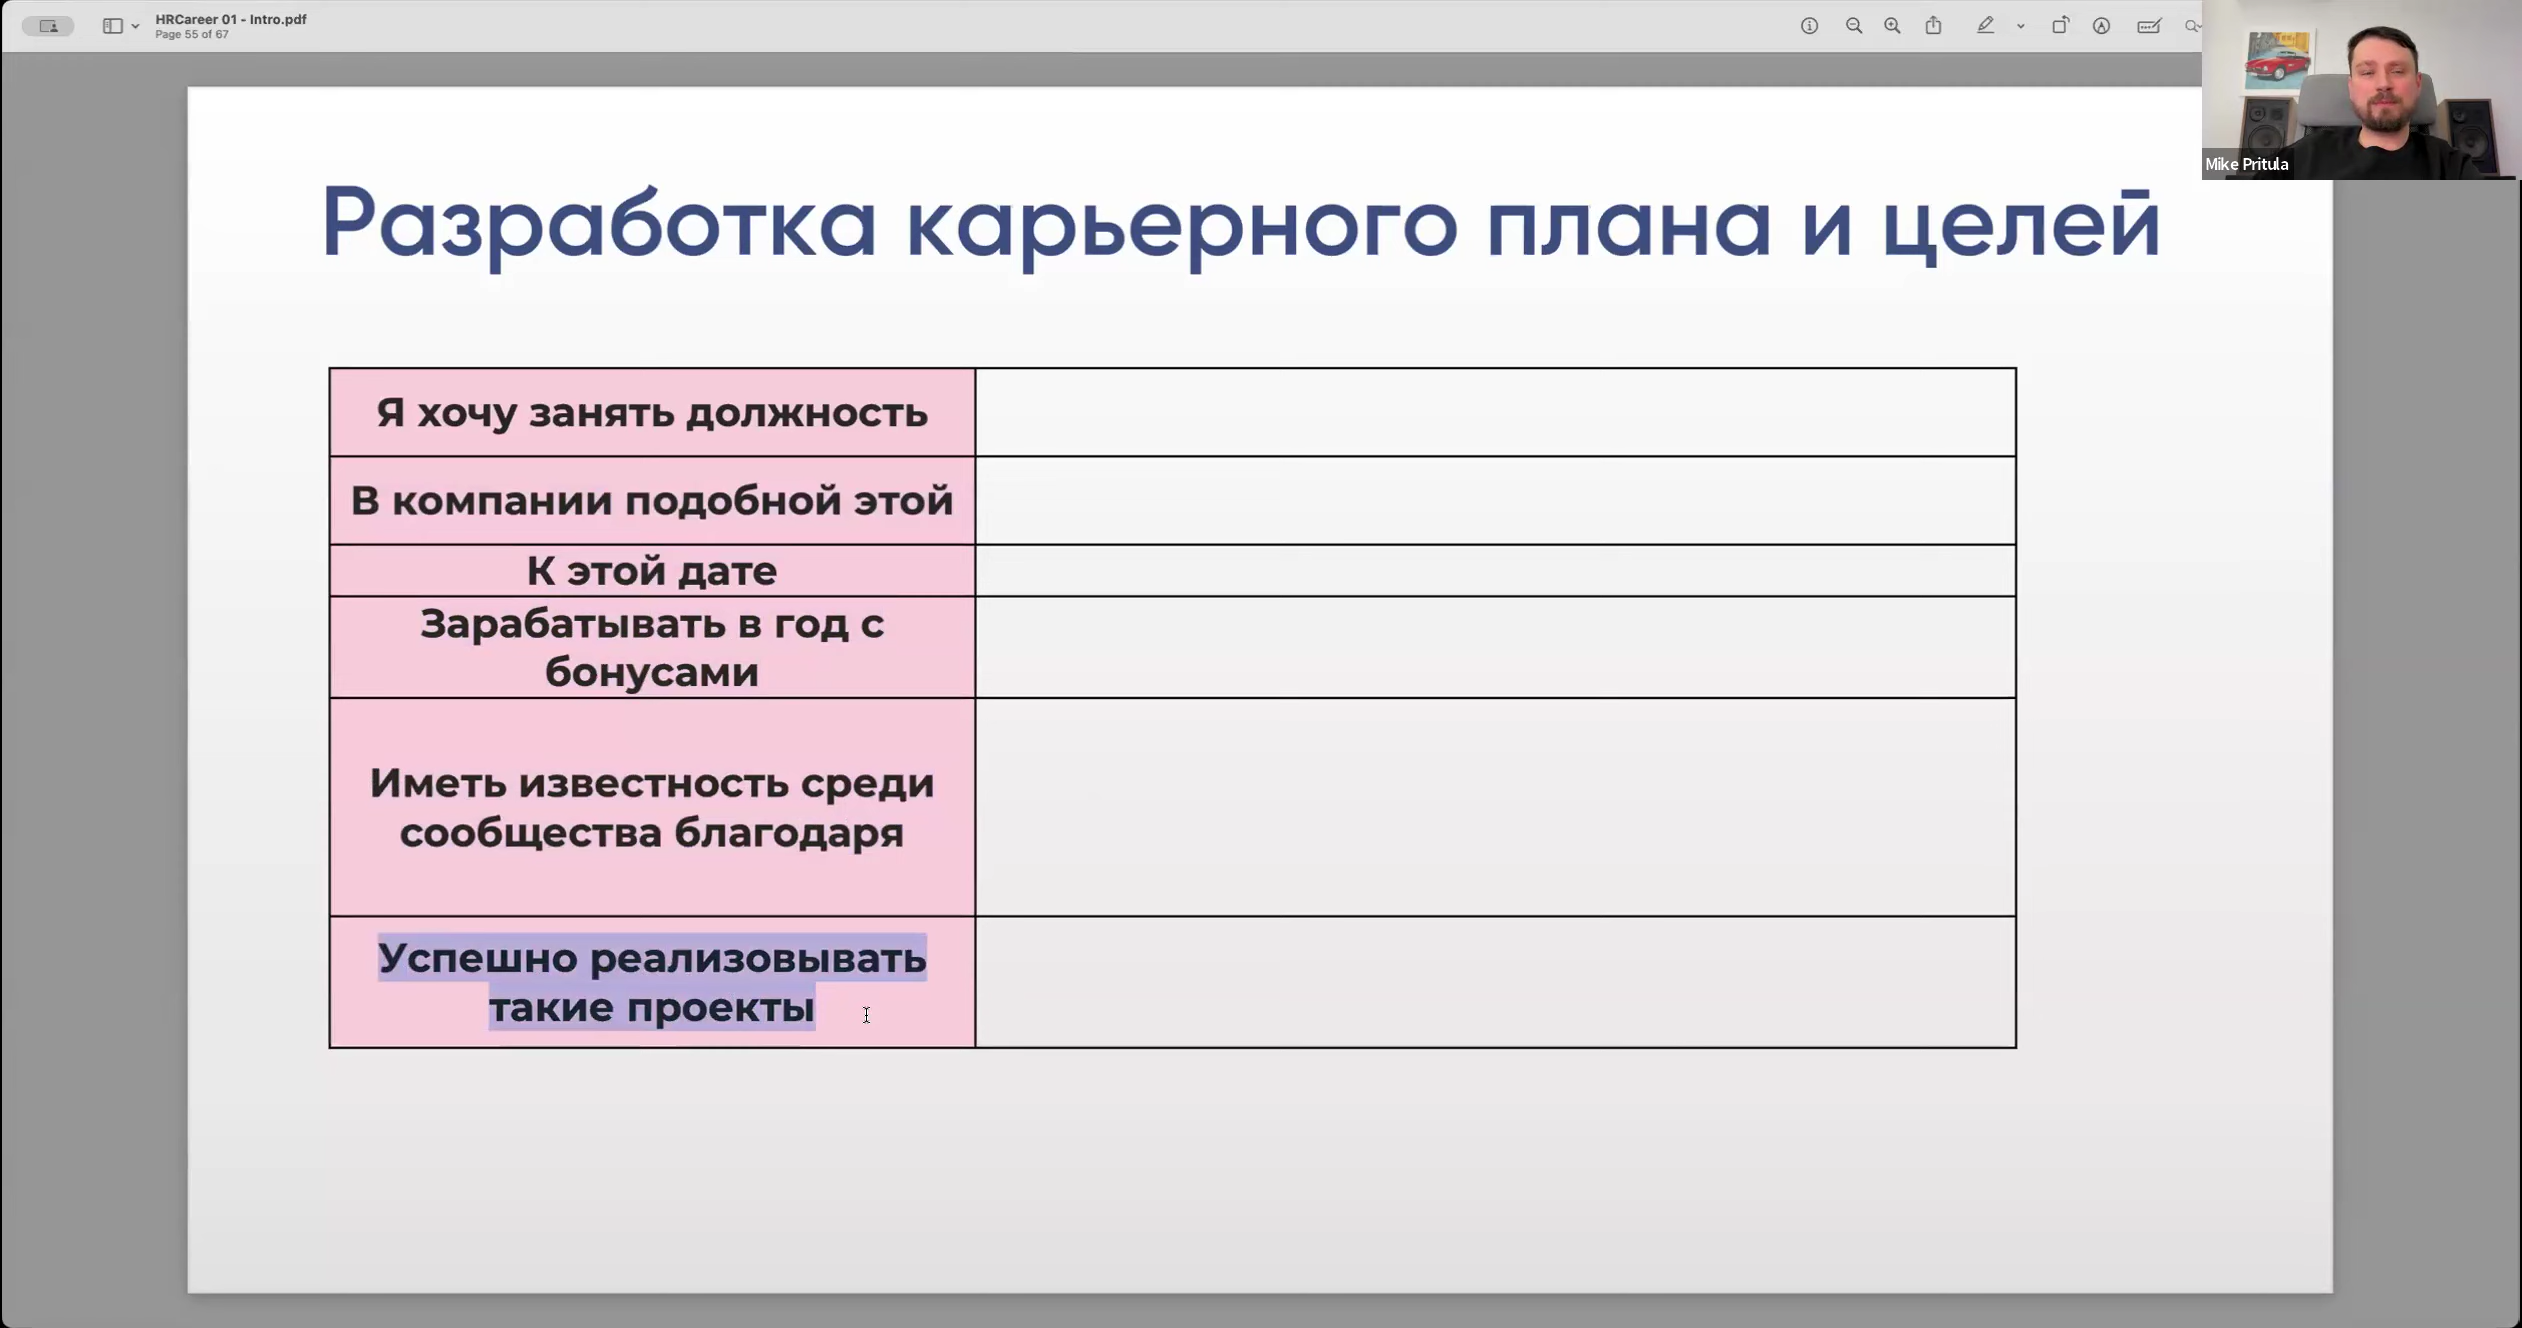 HRCareer 01 - Intro.pdf
Page 55 of 67
Mike Pritula
Разработка карьерного плана и целей
Я хочу занять должность
В компании подобной этой
К этой дате
Зарабатывать в год с
бонусами
Иметь известность среди
сообщества благодаря
Успешно реализовывать
такие проекты